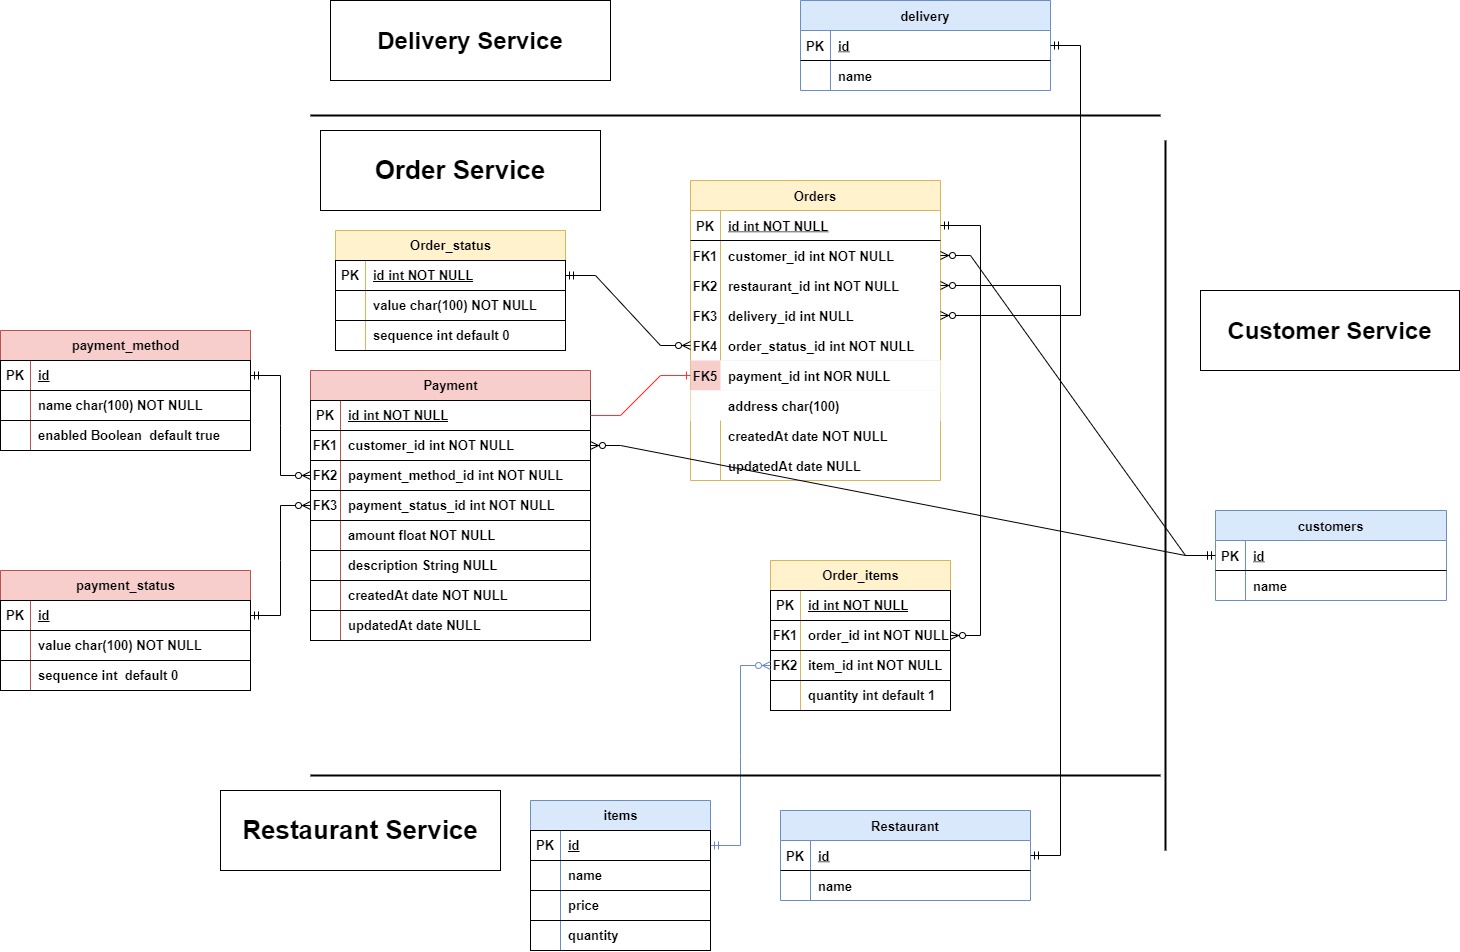 Delivery Service
delivery
PK id
name
Order Service
Orders
PK id int NOT NULL
FK1 customer_id int NOT NULL
FK2 restaurant_id int NOT NULL
FK3 delivery_id int NULL
FK4 order_status_id int NOT NULL
FK5 payment_id int NOR NULL
address char(100)
createdAt date NOT NULL
updatedAt date NULL
Order_status
PK id int NOT NULL
value char(100) NOT NULL
sequence int default 0
Customer Service
payment_method
PK id
name char(100) NOT NULL
enabled Boolean  default true
Payment
PK id int NOT NULL
FK1 customer_id int NOT NULL
FK2 payment_method_id int NOT NULL
FK3 payment_status_id int NOT NULL
amount float NOT NULL
description String NULL
createdAt date NOT NULL
updatedAt date NULL
customers
PK id
name
payment_status
PK id
value char(100) NOT NULL
sequence int  default 0
Order_items
PK id int NOT NULL
FK1 order_id int NOT NULL
FK2 item_id int NOT NULL
quantity int default 1
Restaurant Service
items
PK id
name
price
quantity
Restaurant
PK id
name